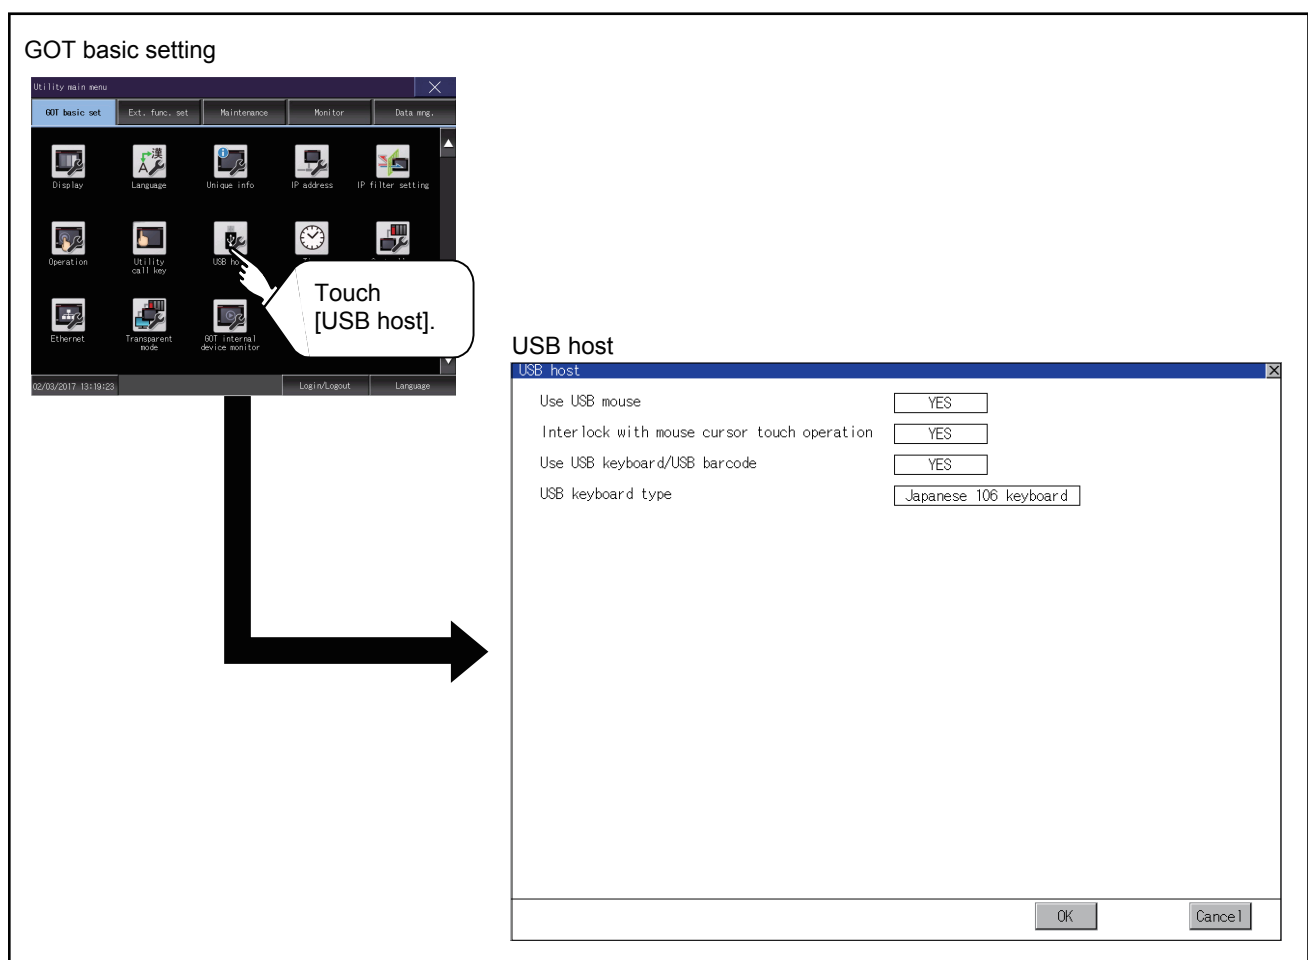 GOT basic setting
Utility main menu
GOT basic set Ext. func. set Maintenance Monitor Data mng.
Display Language Unique info IP address IP filter setting
漢
A
Operation Utility USB
call key
Touch
[USB host].
Ethernet Transparent GOT internal
mode device monitor
02/03/2017 13:19:23 Login/Logout Language
USB host
USB host
Use USB mouse YES
Interlock with mouse cursor touch operation YES
Use USB keyboard/USB barcode YES
USB keyboard type Japanese 106 keyboard
OK Cancel